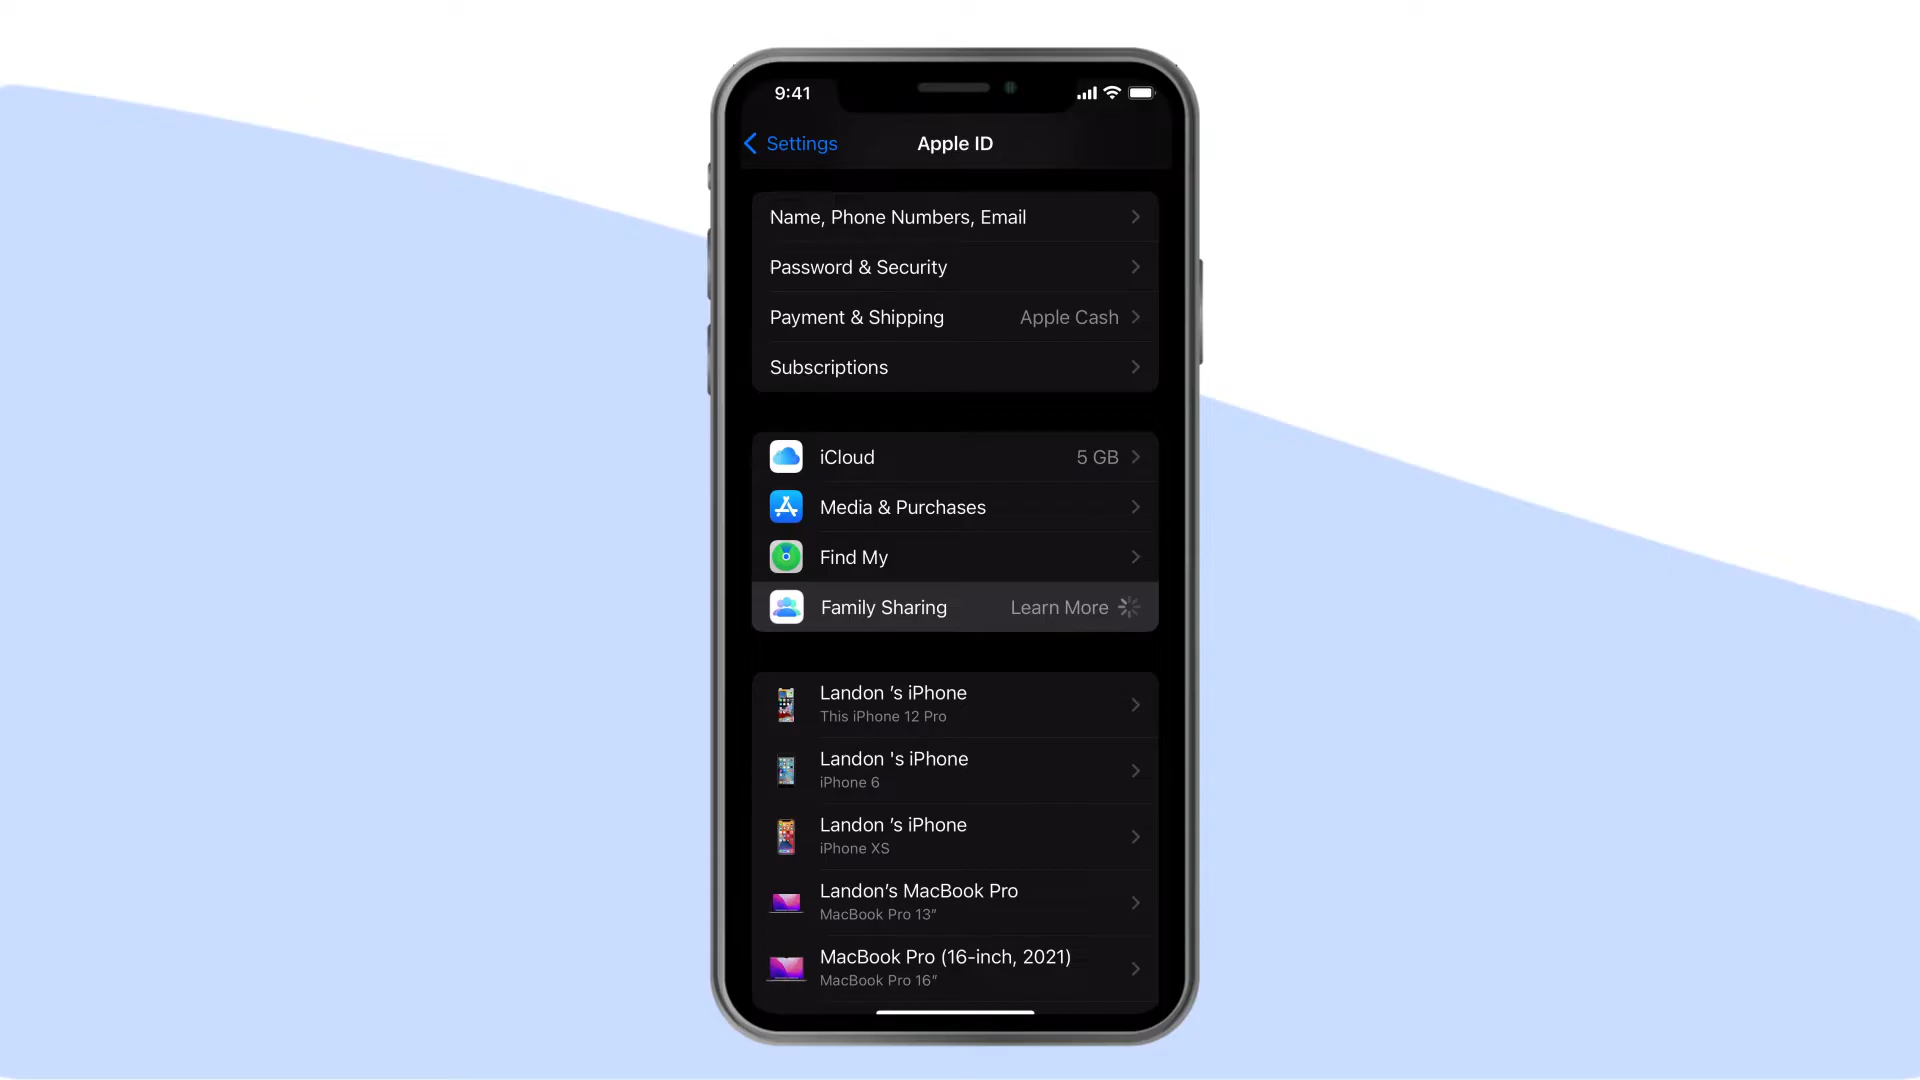 9:41
Settings
Apple ID
Name, Phone Numbers, Email
Password & Security
Payment & Shipping Apple Cash
Subscriptions
iCloud 5 GB
Media & Purchases
Find My
Family Sharing Learn More
Landon ’s iPhone
This iPhone 12 Pro
Landon 's iPhone
iPhone 6
Landon ’s iPhone
iPhone XS
Landon’s MacBook Pro
MacBook Pro 13”
MacBook Pro (16-inch, 2021)
MacBook Pro 16”